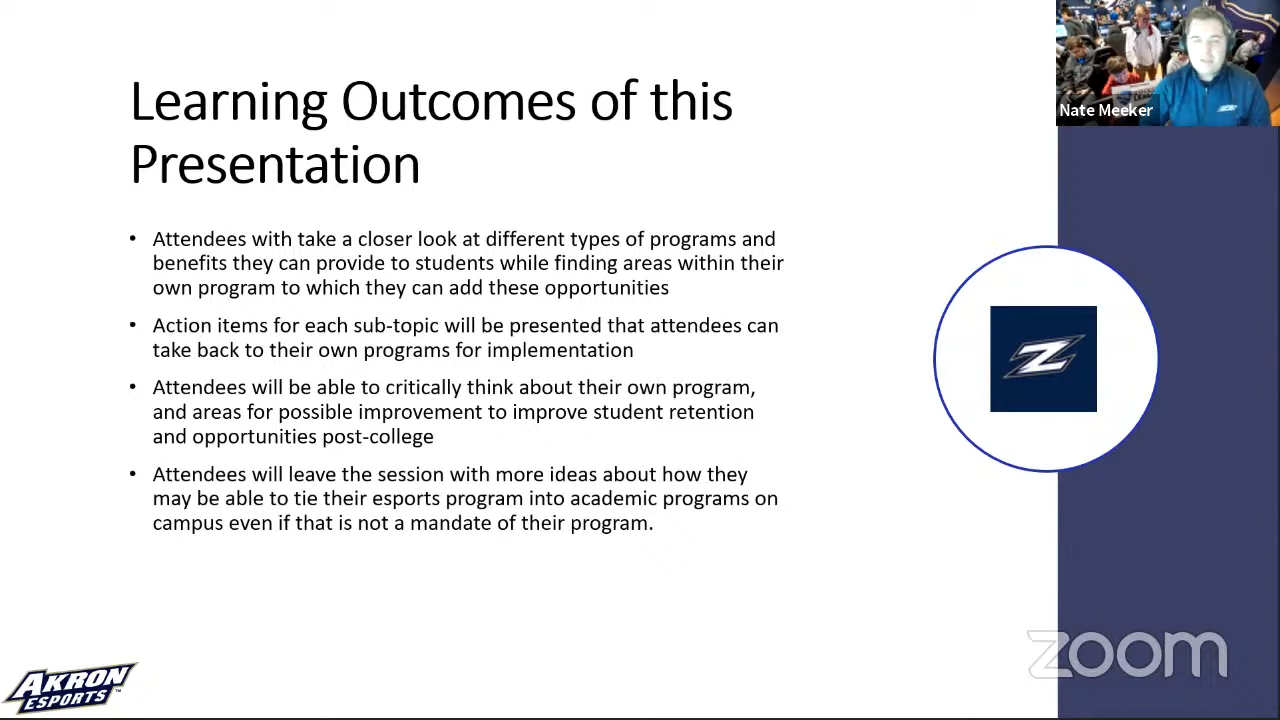 Learning Outcomes of this
Presentation
• Attendees with take a closer look at different types of programs and
benefits they can provide to students while finding areas within their
own program to which they can add these opportunities
• Action items for each sub-topic will be presented that attendees can
take back to their own programs for implementation
• Attendees will be able to critically think about their own program,
and areas for possible improvement to improve student retention
and opportunities post-college
• Attendees will leave the session with more ideas about how they
may be able to tie their esports program into academic programs on
campus even if that is not a mandate of their program.
Nate Meeker
Z
zoom
AKRON
ESPORTS™